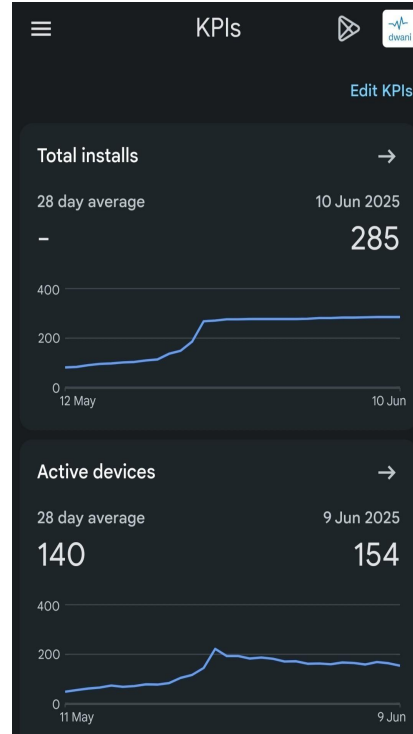 KPIs
dwani
Edit KPIs
Total installs
28 day average 10 Jun 2025
- 285
400
200
0
12 May 10 Jun
Active devices
28 day average 9 Jun 2025
140 154
400
200
0
11 May 9 Jun